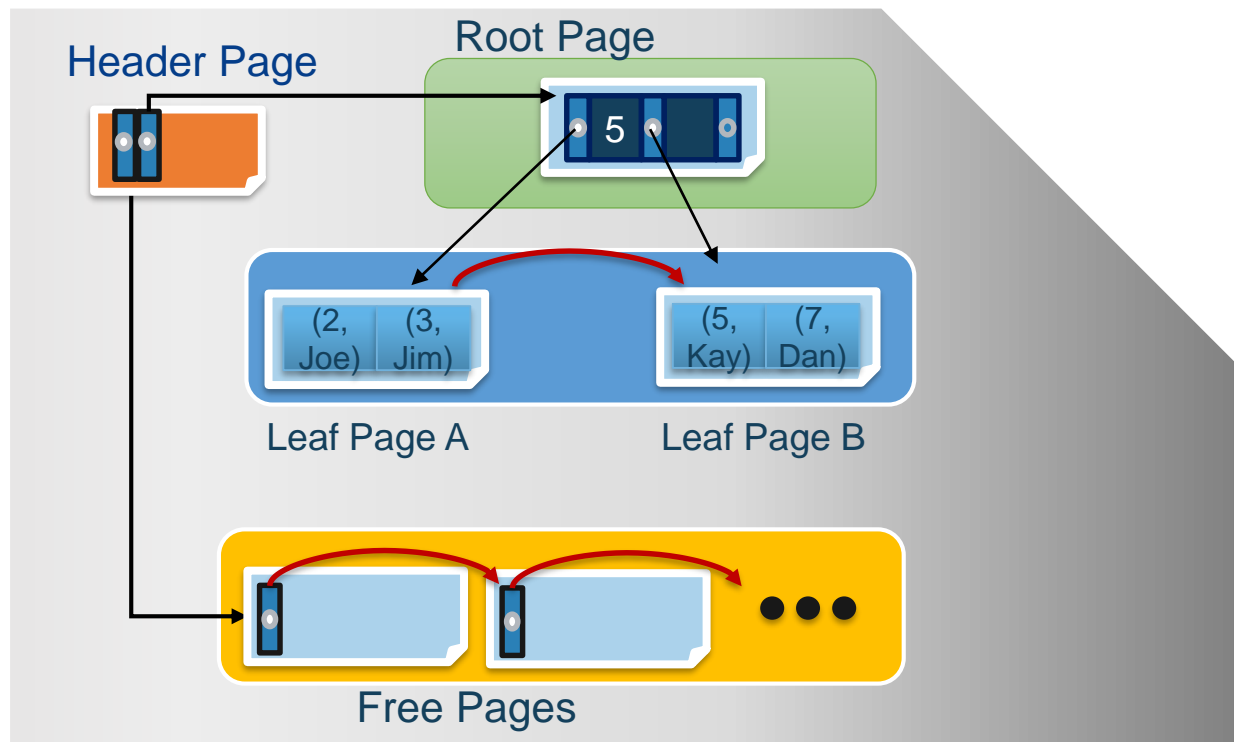 Root Page
Header Page
5
(2,
Joe)
(3,
Jim)
(5,
Kay)
(7,
Dan)
Leaf Page A
Leaf Page B
Free Pages